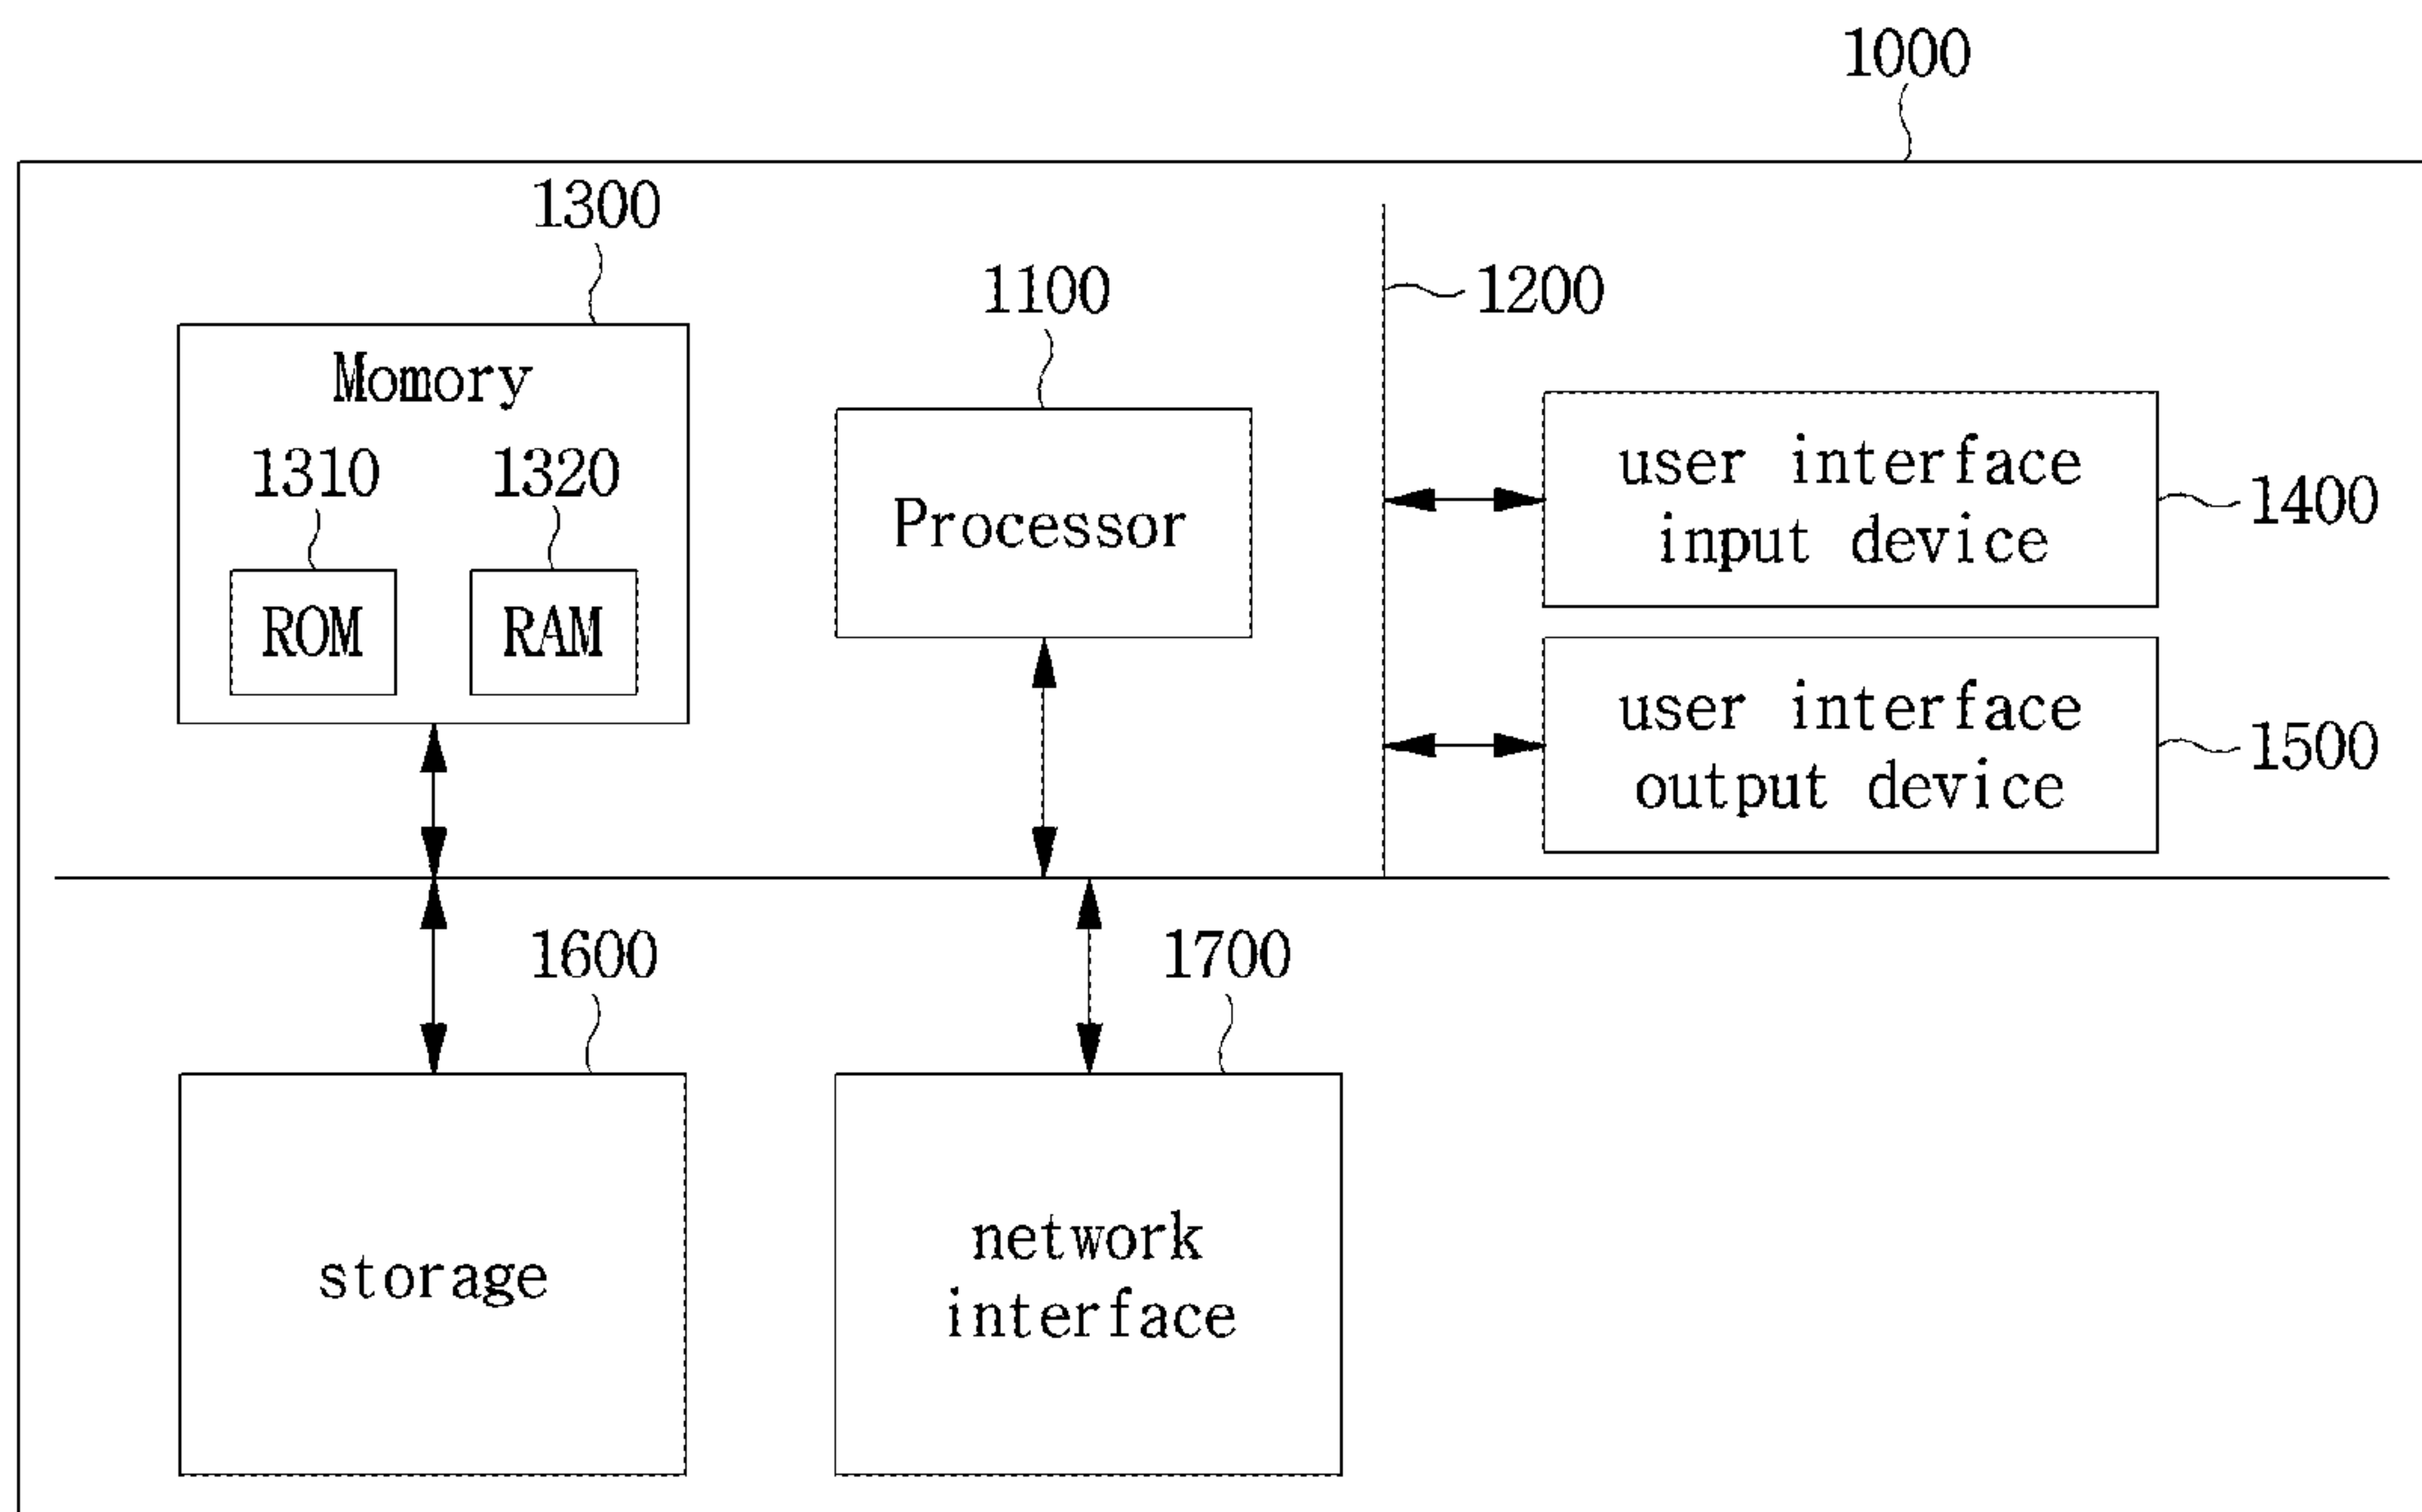 1000
1300
1100
1200
Momory
1310
1320
ROM
RAM
Processor
user interface
input device
1400
user interface
output device
1500
1600
1700
storage
network
interface